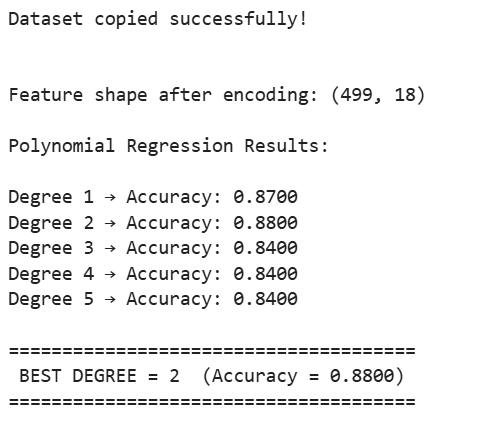 Dataset copied successfully!
Feature shape after encoding: (499, 18)
Polynomial Regression Results:
Degree 1 → Accuracy: 0.8700
Degree 2 → Accuracy: 0.8800
Degree 3 → Accuracy: 0.8400
Degree 4 → Accuracy: 0.8400
Degree 5 → Accuracy: 0.8400
======================================
BEST DEGREE = 2  (Accuracy = 0.8800)
======================================